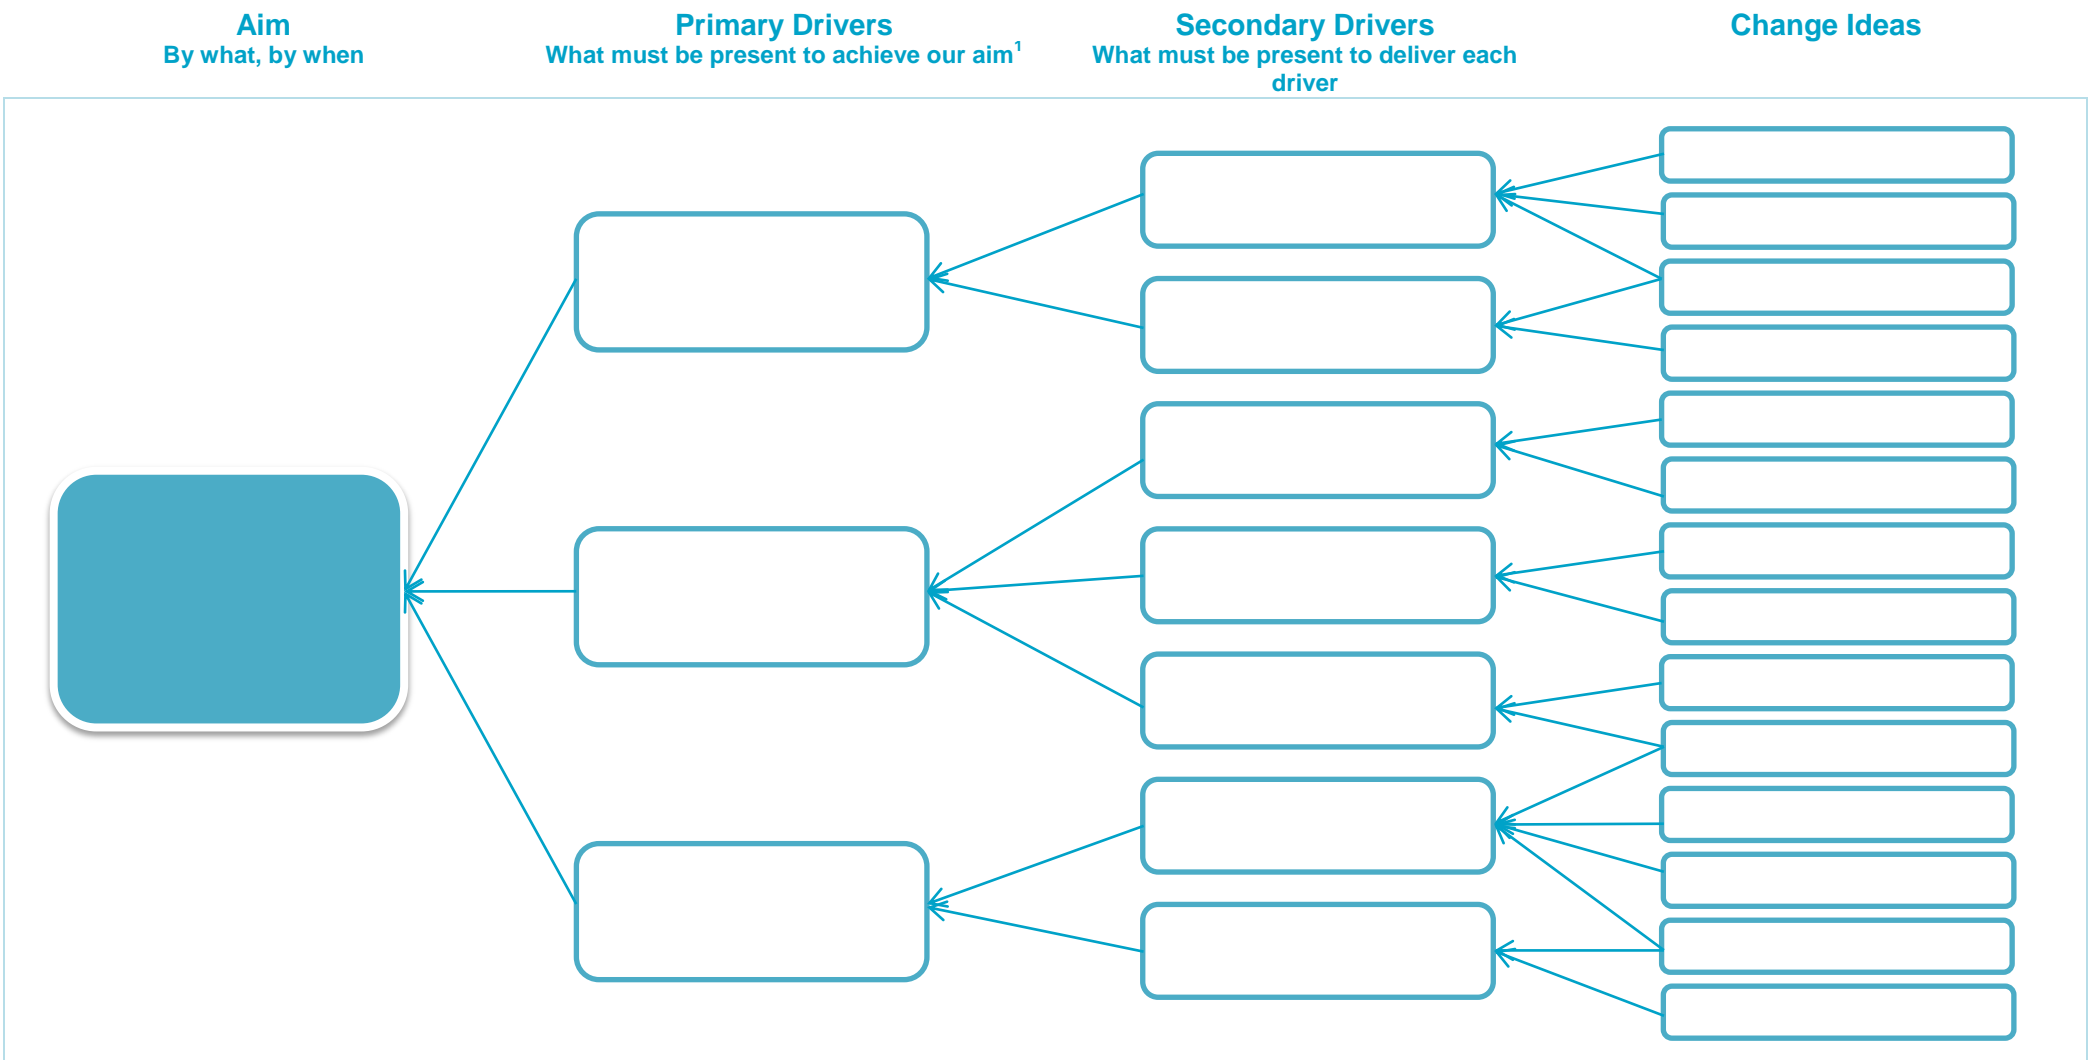 Aim
By what, by when
Primary Drivers
What must be present to achieve our aim¹
Secondary Drivers
What must be present to deliver each
driver
Change Ideas